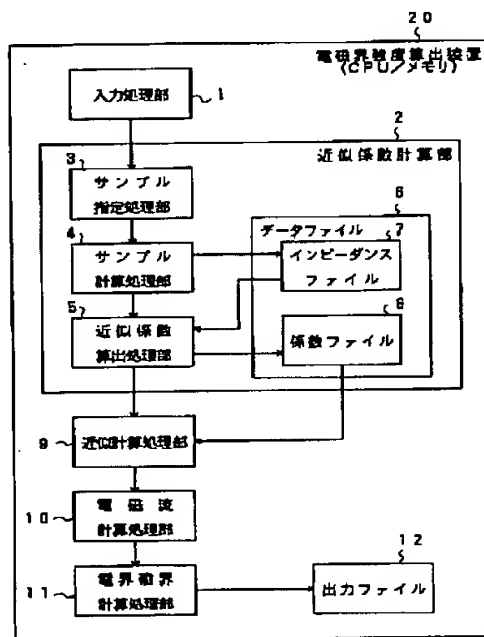 20
電磁界強度算出装置
(CPU/メモリ)
入力処理部
1
2
近似係数計算部
3
サンプル
指定処理部
6
データファイル
4
サンプル
計算処理部
7
インピーダンス
ファイル
5
近似係数
算出処理部
8
係数ファイル
9
近似計算処理部
10
電磁流
計算処理部
12
11
電界磁界
計算処理部
出力ファイル